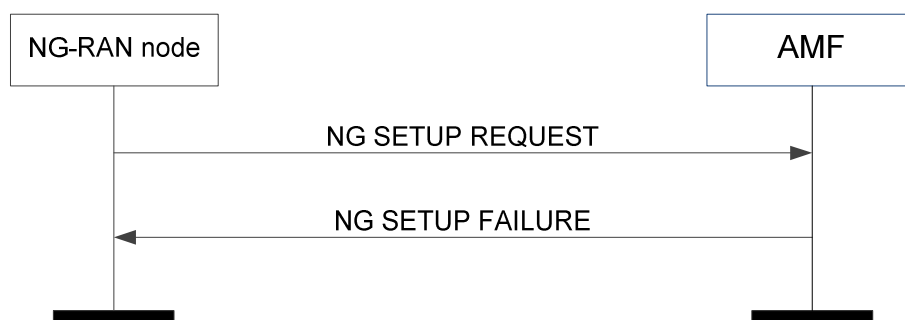 NG-RAN node
AMF
NG SETUP REQUEST
NG SETUP FAILURE